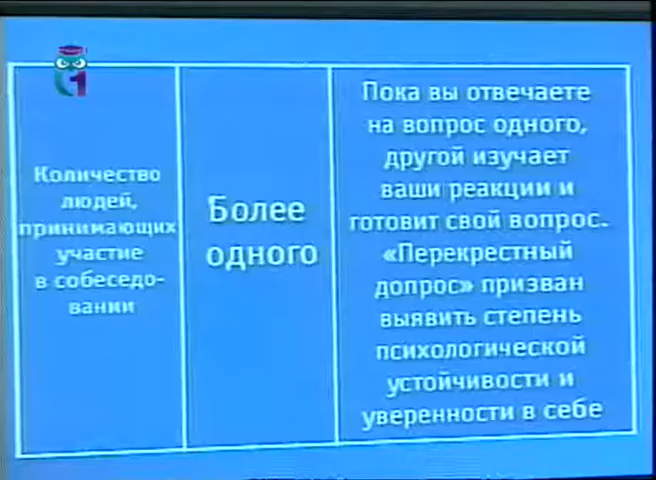 1
Количество
людей,
принимающих
участие
в собеседо-
вании
Более
одного
Пока вы отвечаете
на вопрос одного,
другой изучает
ваши реакции и
готовит свой вопрос.
«Перекрестный
допрос» призван
выявить степень
психологической
устойчивости и
уверенности в себе